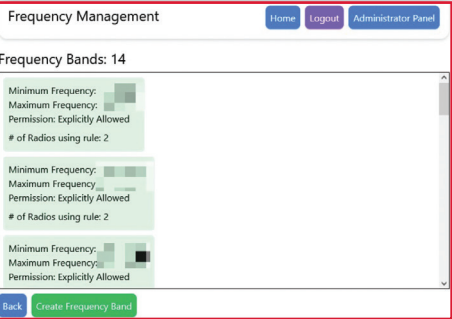 Frequency Management
Home
Logout
Administrator Panel
Frequency Bands: 14
Minimum Frequency:
Maximum Frequency:
Permission: Explicitly Allowed
# of Radios using rule: 2
Minimum Frequency:
Maximum Frequency
Permission: Explicitly Allowed
# of Radios using rule: 2
Minimum Frequency:
Maximum Frequency:
Permission: Explicitly Allowed
Back
Create Frequency Band